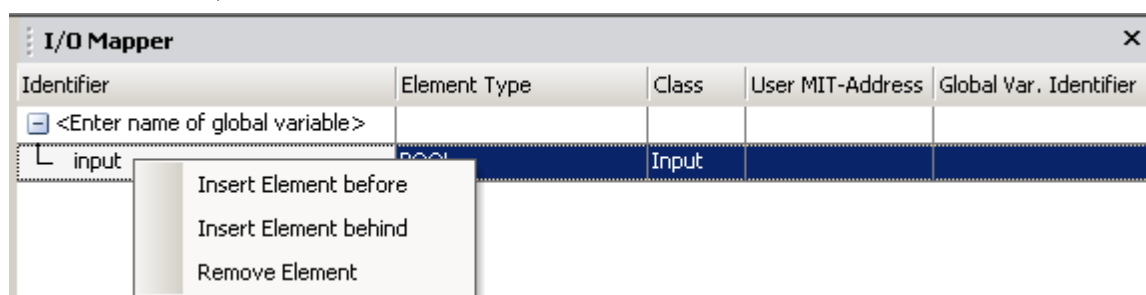 I/O Mapper
Identifier Element Type Class User MIT-Address Global Var. Identifier
<Enter name of global variable>
input BOOL Input
Insert Element before
Insert Element behind
Remove Element